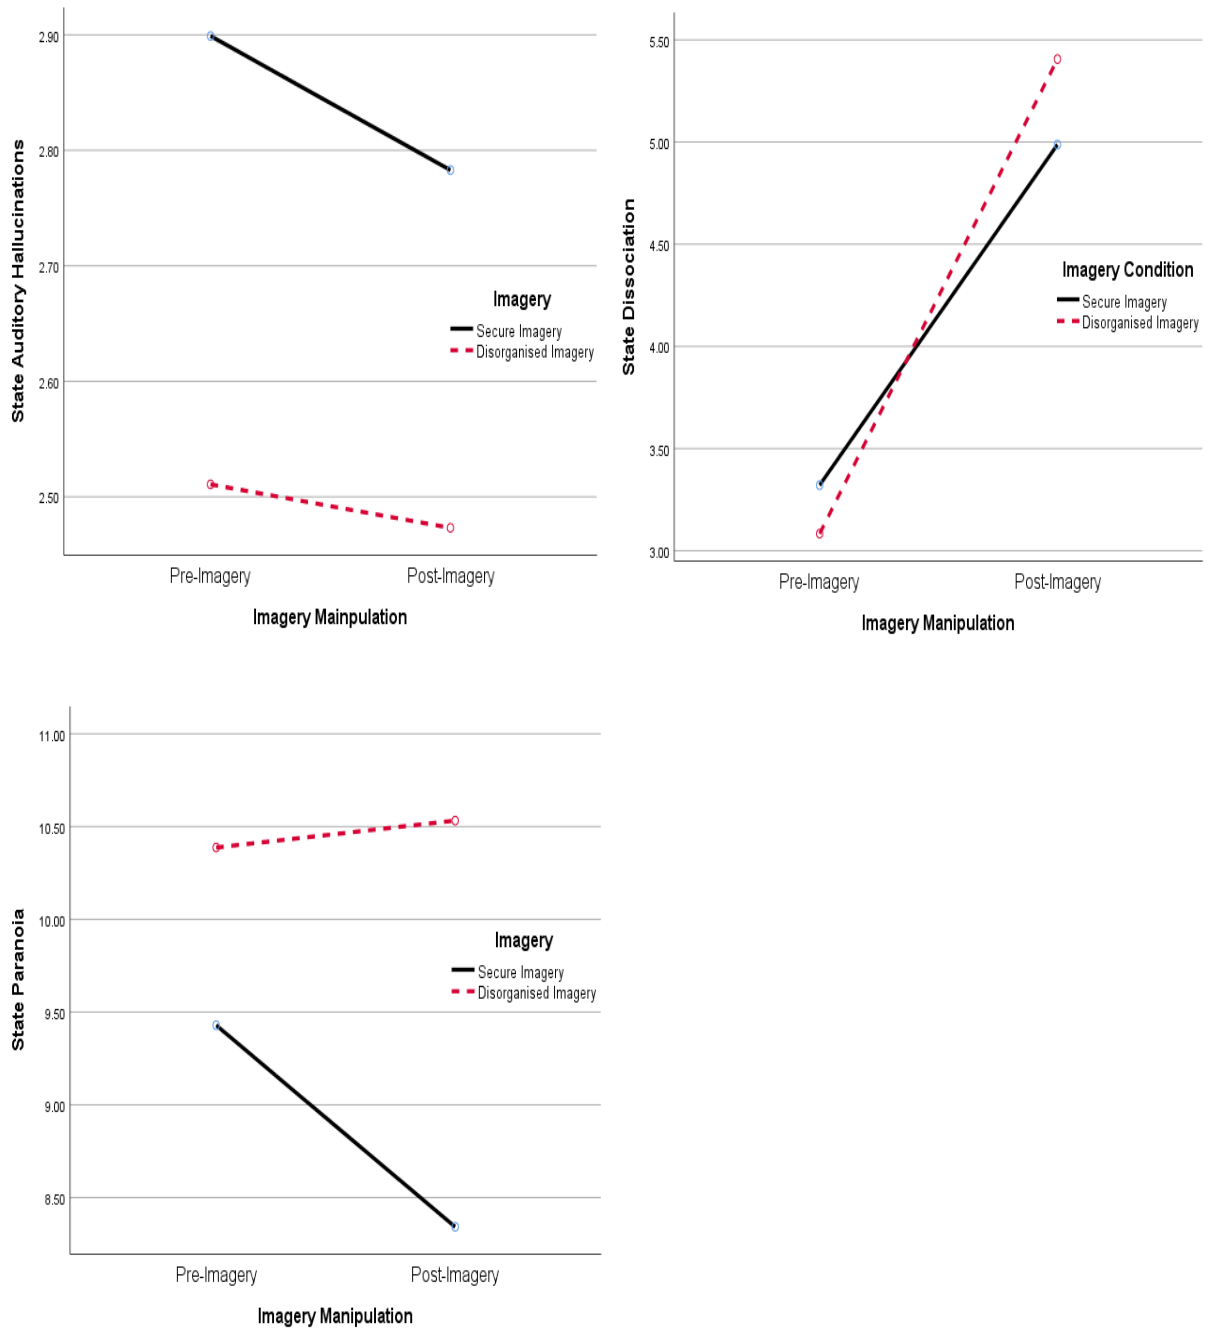 State Auditory Hallucinations
2.90
2.80
2.70
2.60
2.50
Imagery
Secure Imagery
Disorganised Imagery
Pre-Imagery
Post-Imagery
Imagery Mainpulation
State Dissociation
5.50
5.00
4.50
4.00
3.50
3.00
Imagery Condition
Secure Imagery
Disorganised Imagery
Pre-Imagery
Post-Imagery
Imagery Manipulation
State Paranoia
11.00
10.50
10.00
9.50
9.00
8.50
Imagery
Secure Imagery
Disorganised Imagery
Pre-Imagery
Post-Imagery
Imagery Manipulation